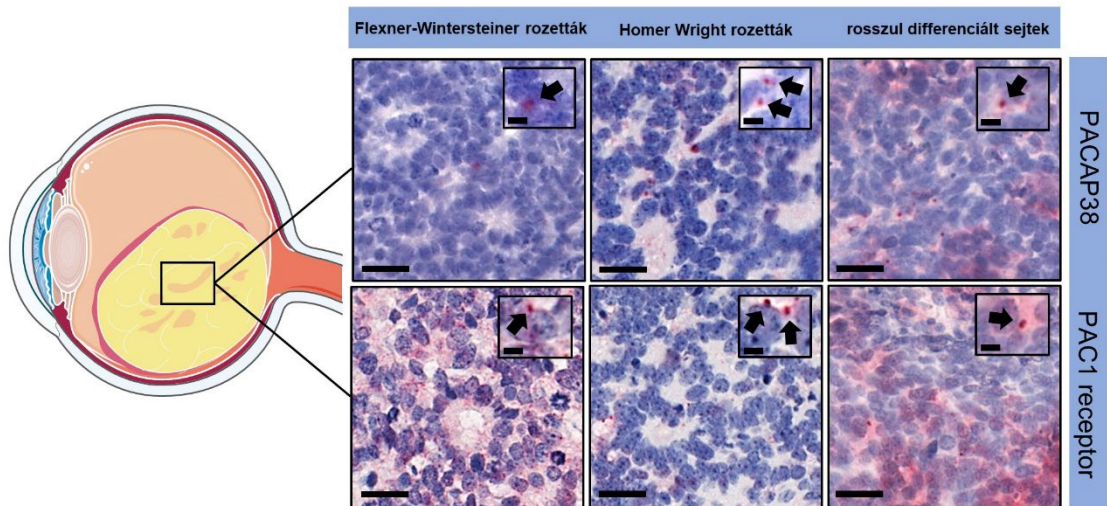 Flexner-Wintersteiner rozetták
Homer Wright rozetták
rosszul differenciált sejtek
PACAP38
PAC1 receptor